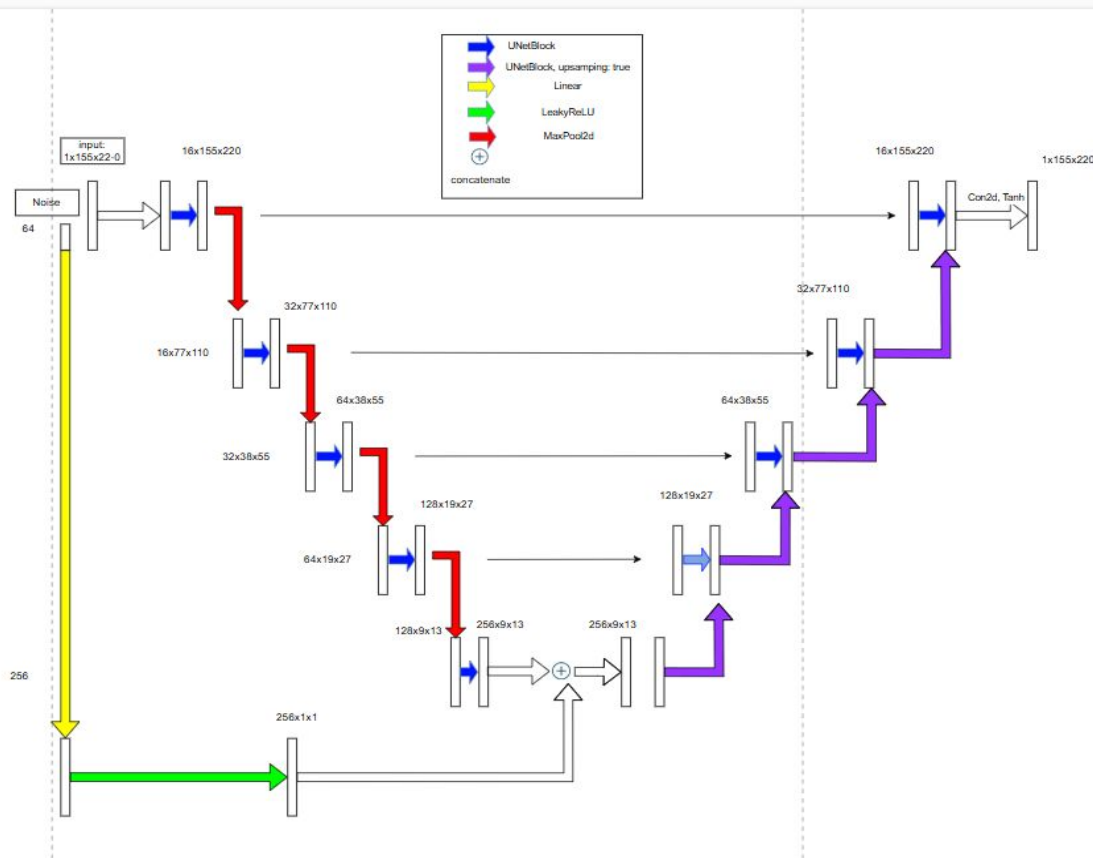 UNetBlock
UNetBlock, upsamping: true
Linear
LeakyReLU
MaxPool2d
concatenate
input:
1x155x22-0
16x155x220
16x155x220
1x155x220
Noise
64
Con2d, Tanh
32x77x110
32x77x110
16x77x110
64x38x55
64x38x55
32x38x55
128x19x27
128x19x27
64x19x27
128x9x13
256x9x13
256x9x13
256
256x1x1